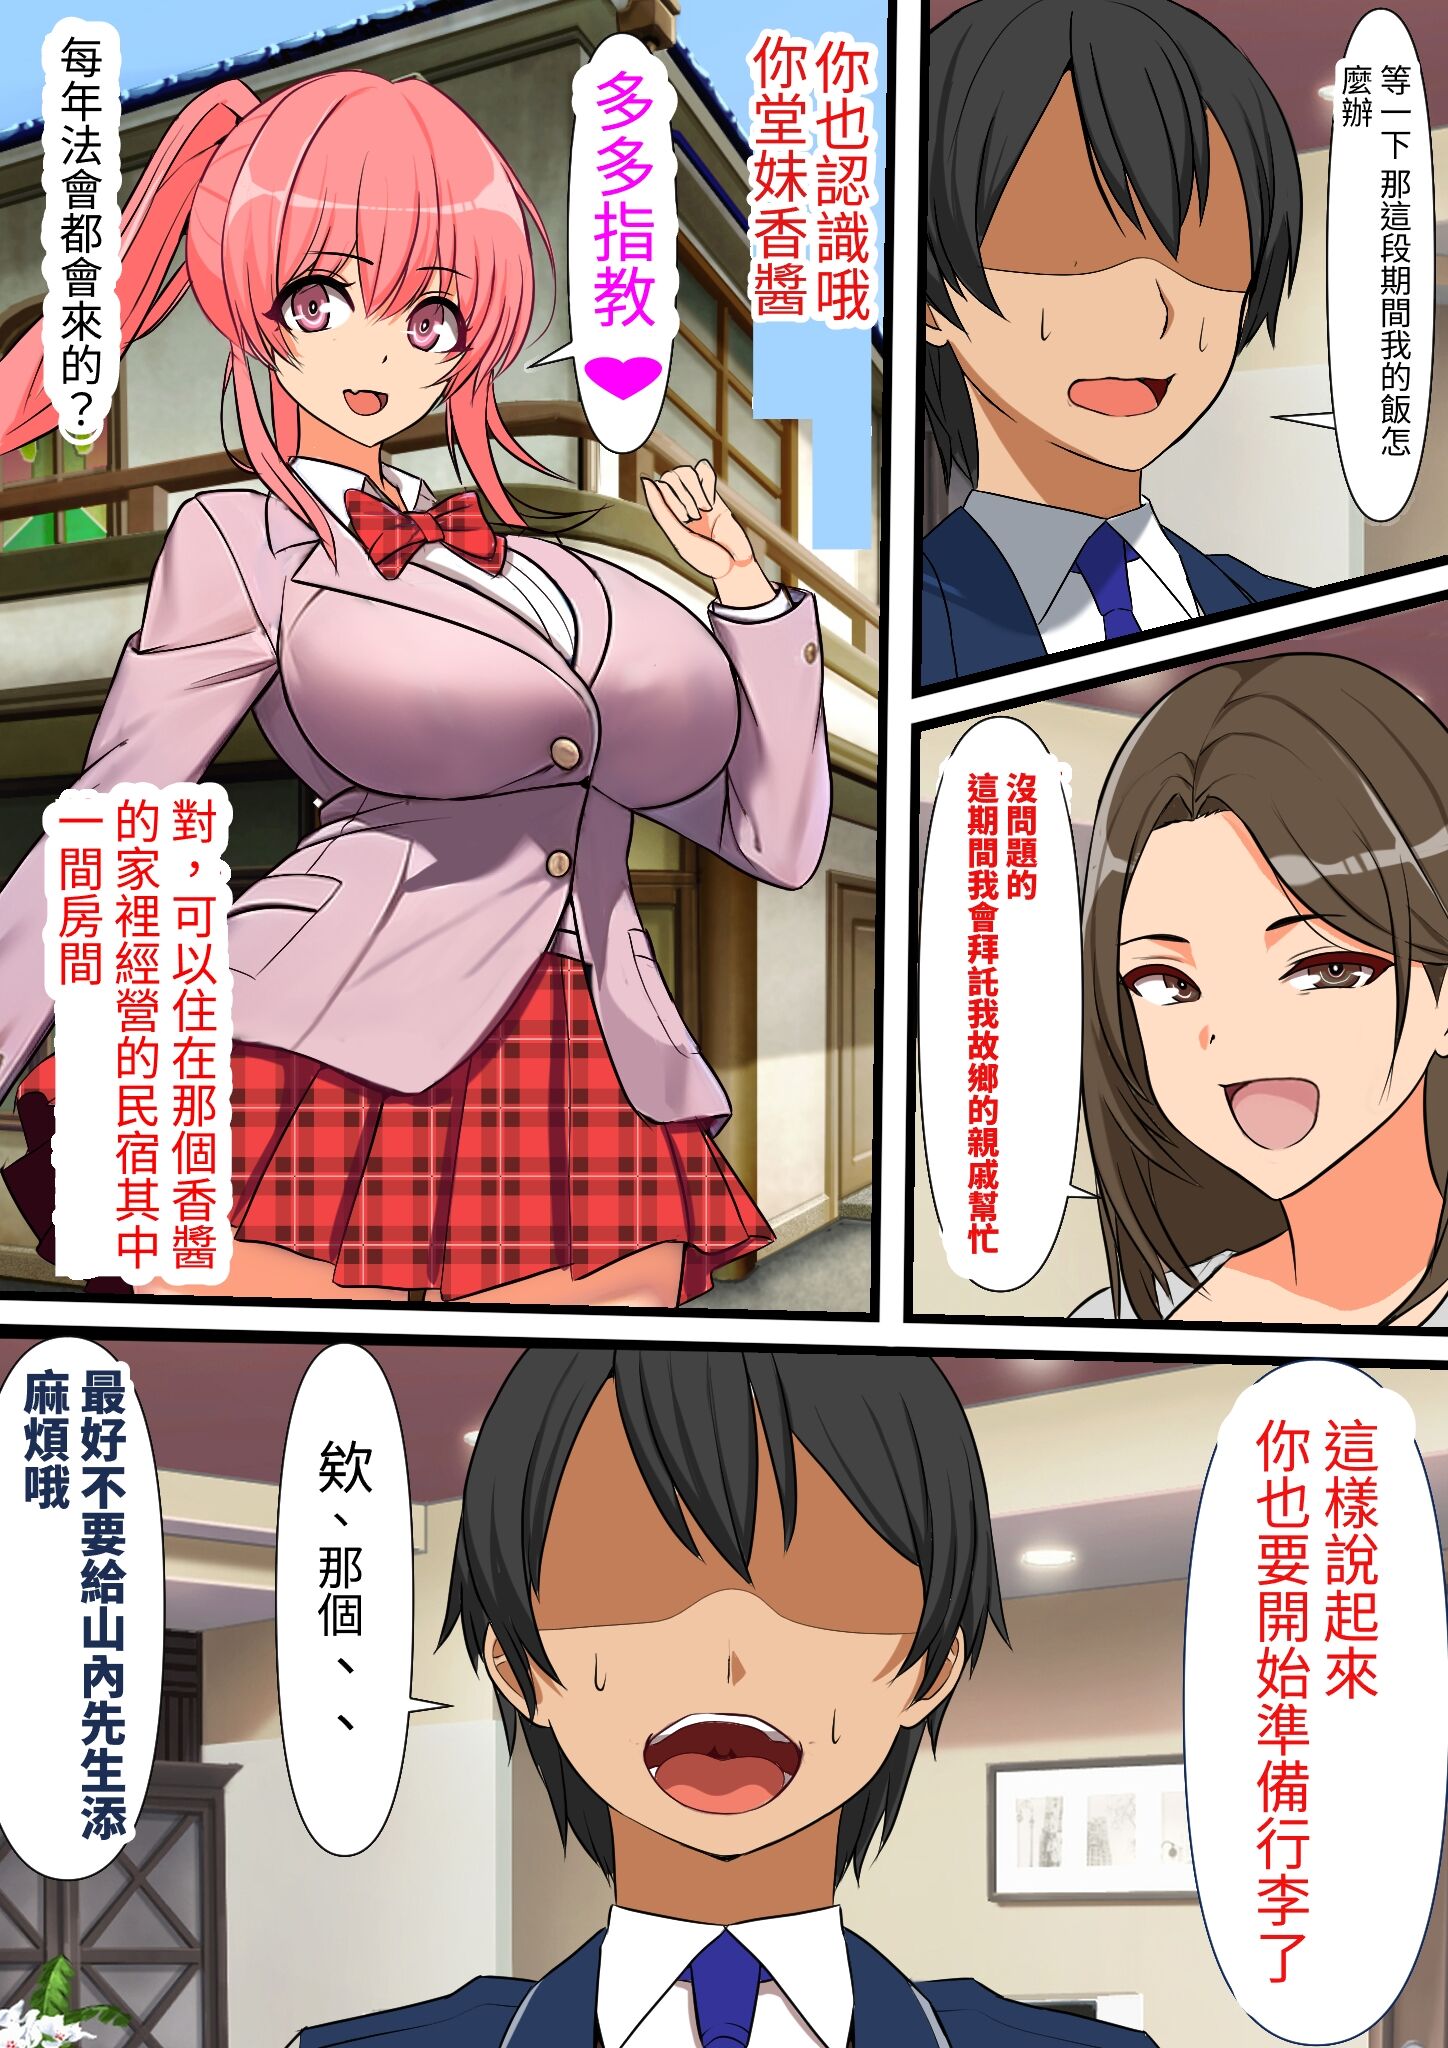 等一下 那這段期間我的飯怎
麼辦
沒問題的
這期間我會拜託我故鄉的親戚幫忙
你也認識哦
你堂妹香醬
多多指教
每年法會都會來的？
對，可以住在那個香醬
的家裡經營的民宿其中
一間房間
這樣說起來
你也要開始準備行李了
欸、那個、、
最好不要給山內先生添
麻煩哦